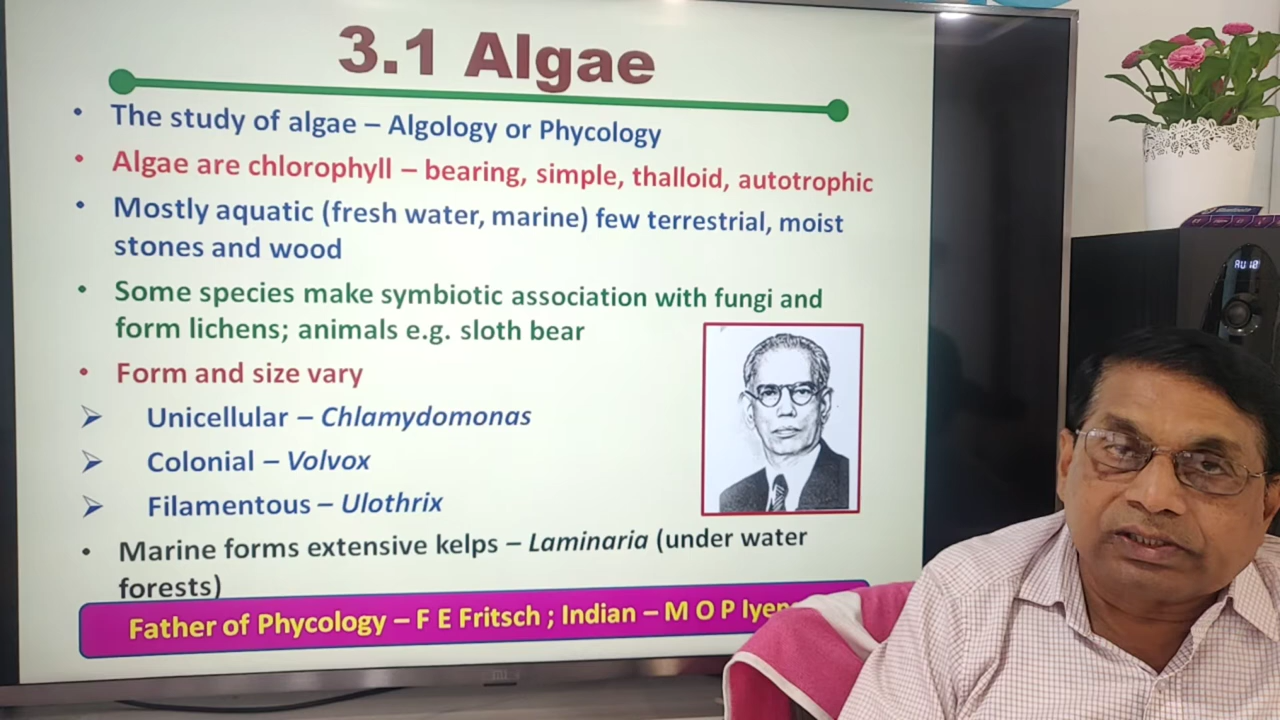 3.1 Algae
• The study of algae – Algology or Phycology
• Algae are chlorophyll – bearing, simple, thalloid, autotrophic
• Mostly aquatic (fresh water, marine) few terrestrial, moist
stones and wood
• Some species make symbiotic association with fungi and
form lichens; animals e.g. sloth bear
• Form and size vary
➢ Unicellular – Chlamydomonas
➢ Colonial – Volvox
➢ Filamentous – Ulothrix
• Marine forms extensive kelps – Laminaria (under water
forests)
Father of Phycology – F E Fritsch ; Indian – M O P